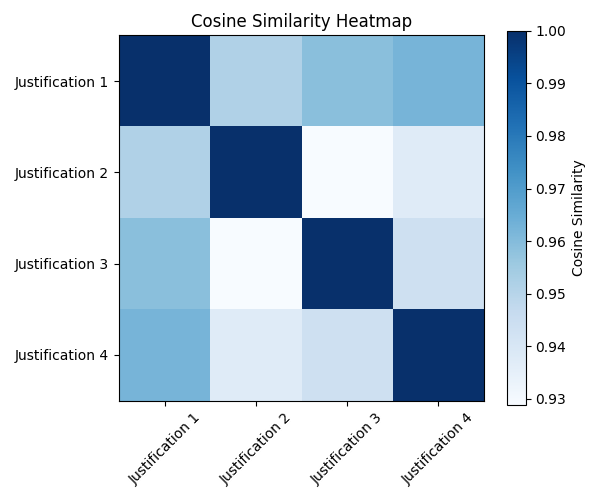 Cosine Similarity Heatmap
Justification 1
Justification 2
Justification 3
Justification 4
Justification 1
Justification 2
Justification 3
Justification 4
1.00
0.99
0.98
0.97
0.96
0.95
0.94
0.93
Cosine Similarity